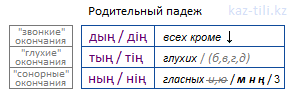 kaz-tili.kz
Родительный падеж
"звонкие" окончания дың / дің всех кроме ↓
"глухие" окончания тың / тің глухих / (б,в,г,д)
"сонорные" окончания ның / нің гласных и,ю / м н ң / 3